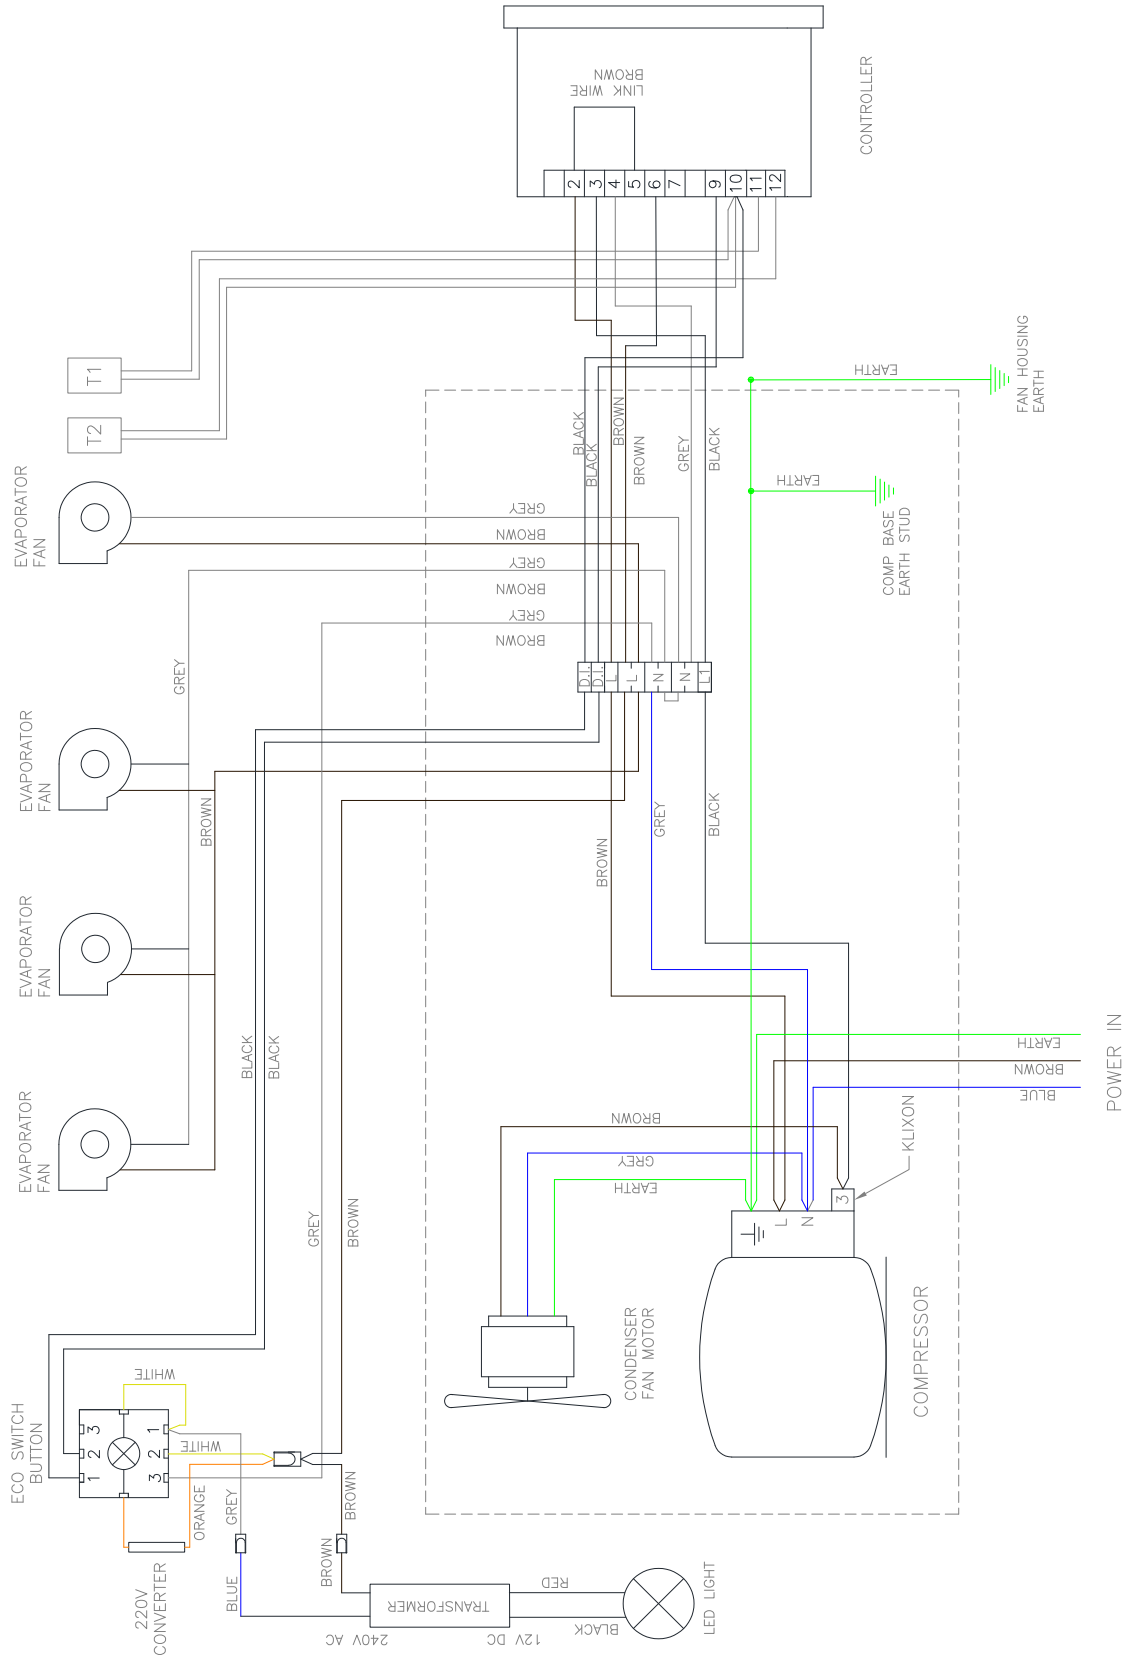 CONTROLLER
LINK WIRE
BROWN
2
3
4
5
6
7
9
10
11
12
T1
T2
EVAPORATOR
FAN
EVAPORATOR
FAN
EVAPORATOR
FAN
EVAPORATOR
FAN
GREY
BROWN
GREY
BROWN
GREY
BROWN
GREY
BROWN
BLACK
BLACK
BROWN
BROWN
GREY
BLACK
EARTH
FAN HOUSING
EARTH
EARTH
COMP BASE
EARTH STUD
D.I.
D.I.
L
L
N
N
L1
BROWN
GREY
BLACK
BLACK
BLACK
GREY
BROWN
EARTH
BROWN
BLUE
POWER IN
BROWN
GREY
EARTH
KLIXON
L
N
3
COMPRESSOR
CONDENSER
FAN MOTOR
ECO SWITCH
BUTTON
1
2
3
3
2
1
WHITE
WHITE
ORANGE
220V
CONVERTER
GREY
BLUE
BROWN
BROWN
TRANSFORMER
240V AC
12V DC
RED
BLACK
LED LIGHT